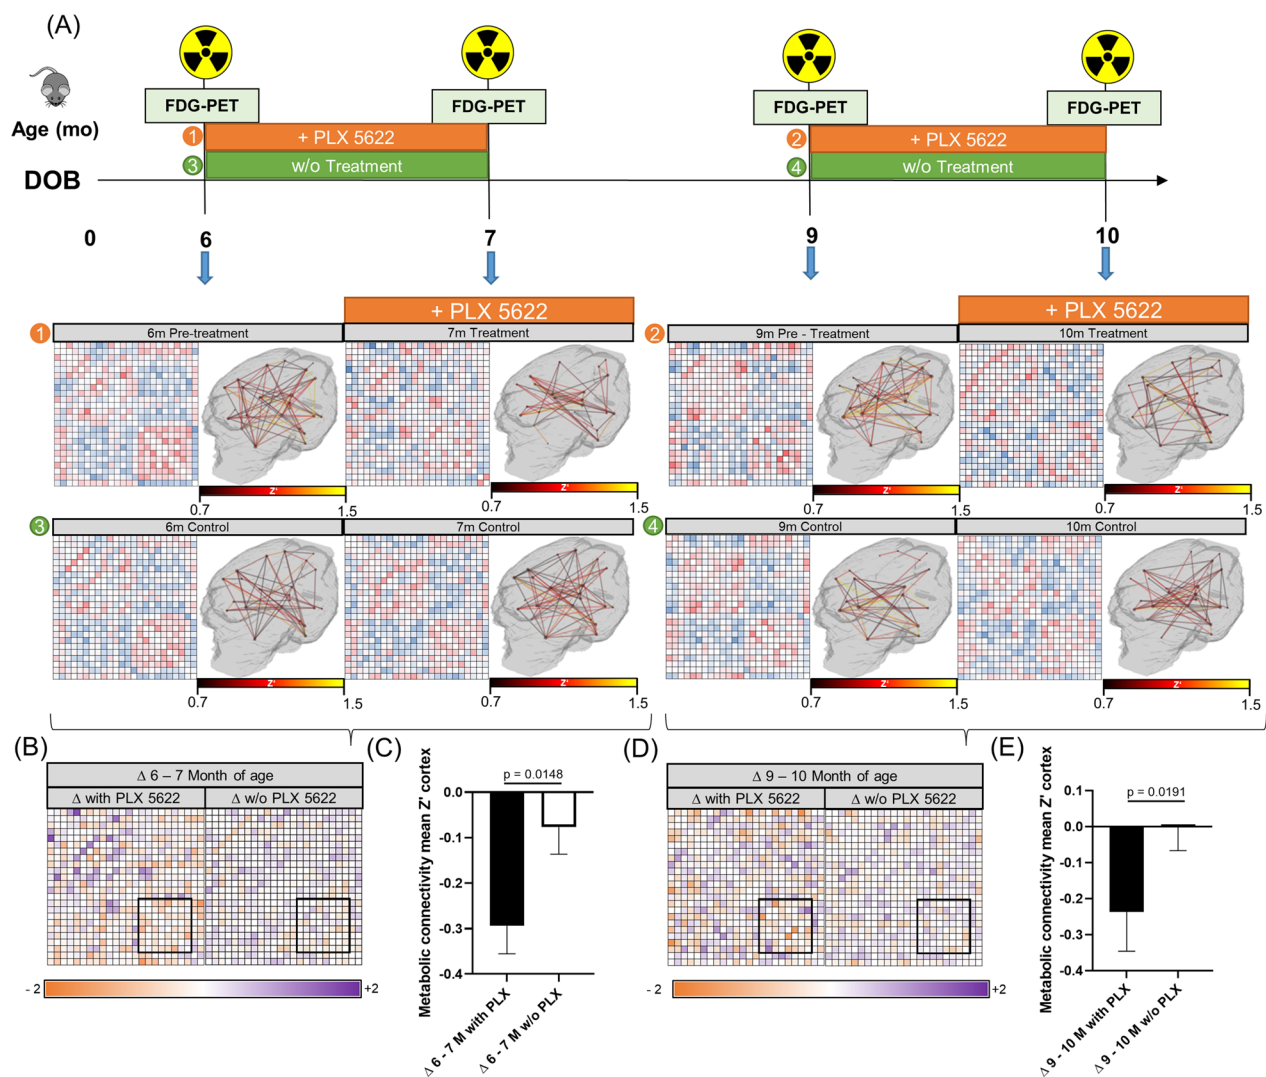 (A)
FDG-PET FDG-PET FDG-PET FDG-PET
Age (mo)
1 + PLX 5622 2 + PLX 5622
3 w/o Treatment 4 w/o Treatment
DOB
0 6 7 9 10
+ PLX 5622 + PLX 5622
1 6m Pre-treatment 7m Treatment 2 9m Pre - Treatment 10m Treatment
Z' Z' Z' Z'
0.7 1.5 0.7 1.5 0.7 1.5 0.7 1.5
3 6m Control 7m Control 4 9m Control 10m Control
Z' Z' Z' Z'
0.7 1.5 0.7 1.5 0.7 1.5 0.7 1.5
(B)
Δ 6 – 7 Month of age
Δ with PLX 5622 Δ w/o PLX 5622
- 2 +2
(C)
Metabolic connectivity mean Z' cortex
p = 0.0148
0.0
-0.1
-0.2
-0.3
-0.4
Δ 6 - 7 M with PLX
Δ 6 - 7 M w/o PLX
(D)
Δ 9 – 10 Month of age
Δ with PLX 5622 Δ w/o PLX 5622
- 2 +2
(E)
Metabolic connectivity mean Z' cortex
p = 0.0191
0.1
0.0
-0.1
-0.2
-0.3
-0.4
Δ 9 - 10 M with PLX
Δ 9 - 10 M w/o PLX